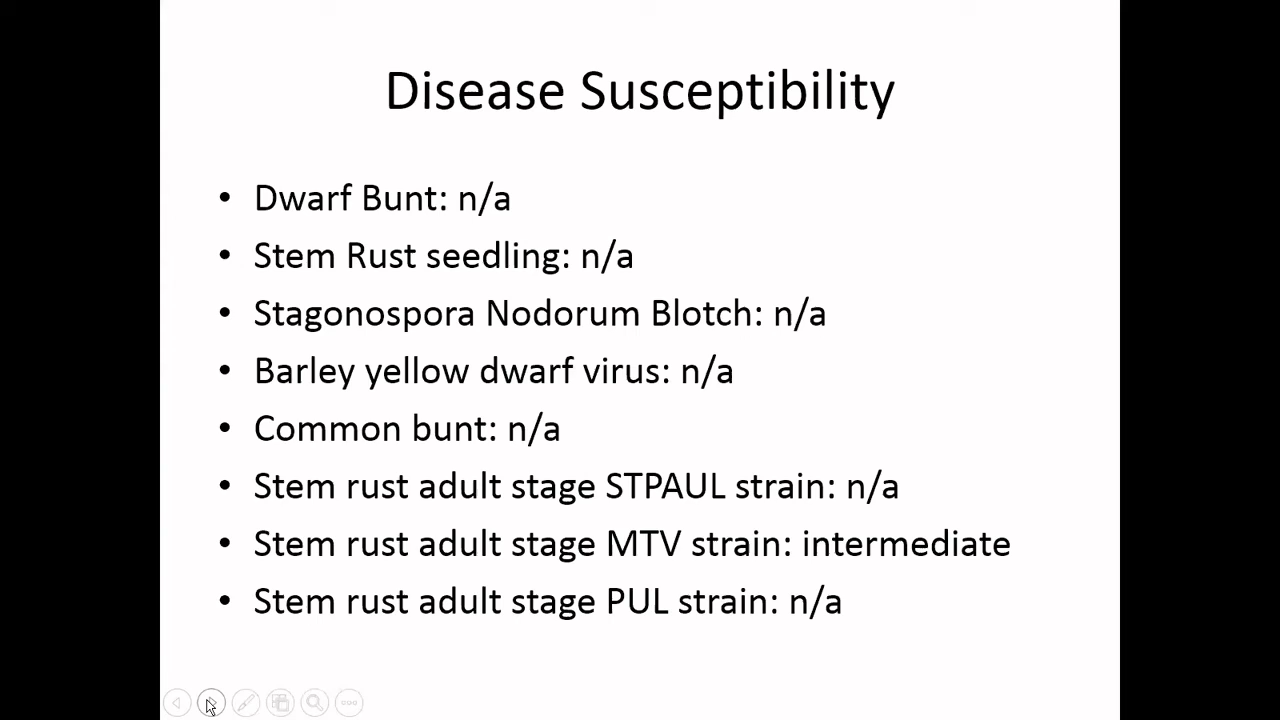 Disease Susceptibility
• Dwarf Bunt: n/a
• Stem Rust seedling: n/a
• Stagonospora Nodorum Blotch: n/a
• Barley yellow dwarf virus: n/a
• Common bunt: n/a
• Stem rust adult stage STPAUL strain: n/a
• Stem rust adult stage MTV strain: intermediate
• Stem rust adult stage PUL strain: n/a